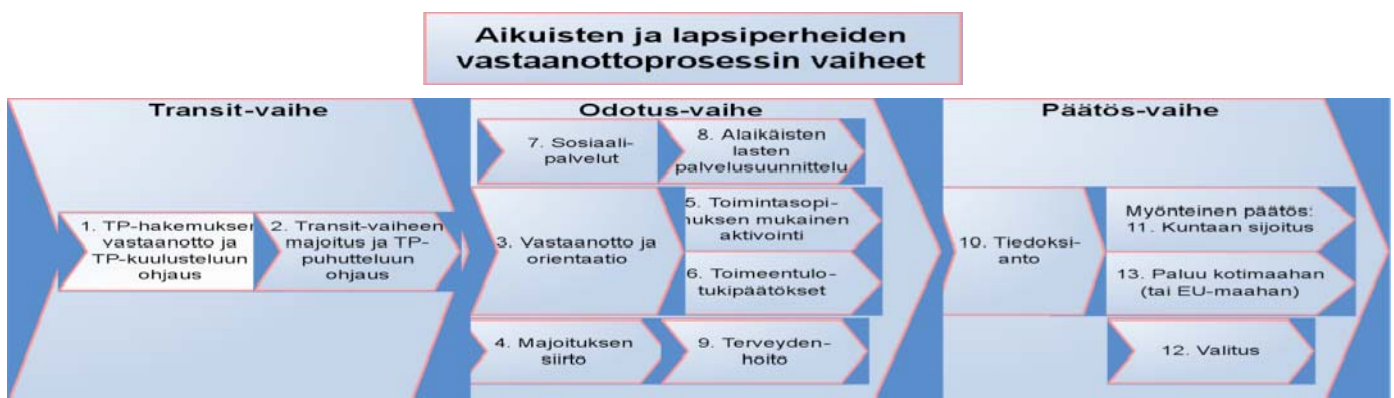 Aikuisten ja lapsiperheiden
vastaanottoprosessin vaiheet
Transit-vaihe
1. TP-hakemuksen
vastaanotto ja
TP-kuulusteluun
ohjaus
2. Transit-vaiheen
majoitus ja TP-
puhutteluun
ohjaus
Odotus-vaihe
7. Sosiaali-
palvelut
8. Alaikäisten
lasten
palvelusuunnittelu
3. Vastaanotto ja
orientaatio
5. Toimintasopi-
muksen mukainen
aktivointi
6. Toimeentulo-
tukipäätökset
4. Majoituksen
siirto
9. Terveyden-
hoito
Päätös-vaihe
10. Tiedoksi-
anto
Myönteinen päätös:
11. Kuntaan sijoitus
13. Paluu kotimaahan
(tai EU-maahan)
12. Valitus